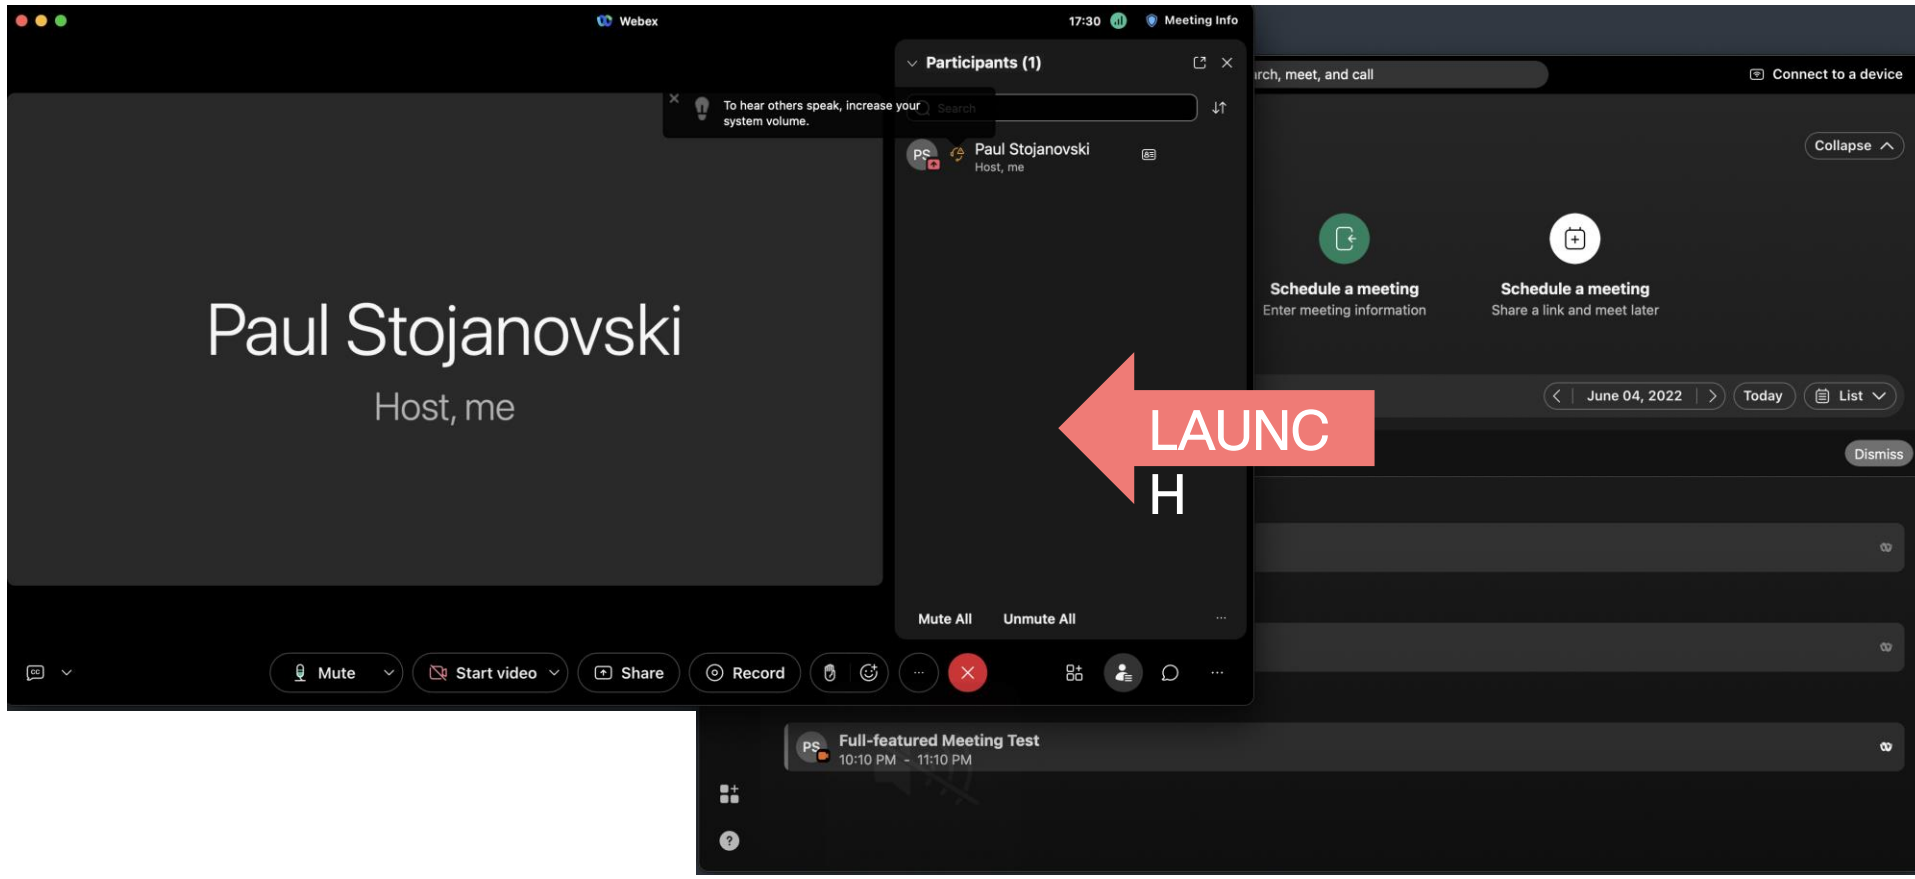 Webex
17:30
Meeting Info
Participants (1)
Search
To hear others speak, increase your
system volume.
PS
Paul Stojanovski
Host, me
Paul Stojanovski
Host, me
Mute All
Unmute All
CC
Mute
Start video
Share
Record
rch, meet, and call
Connect to a device
Collapse
Schedule a meeting
Enter meeting information
Schedule a meeting
Share a link and meet later
June 04, 2022
Today
List
LAUNC
H
Dismiss
PS
Full-featured Meeting Test
10:10 PM - 11:10 PM
?